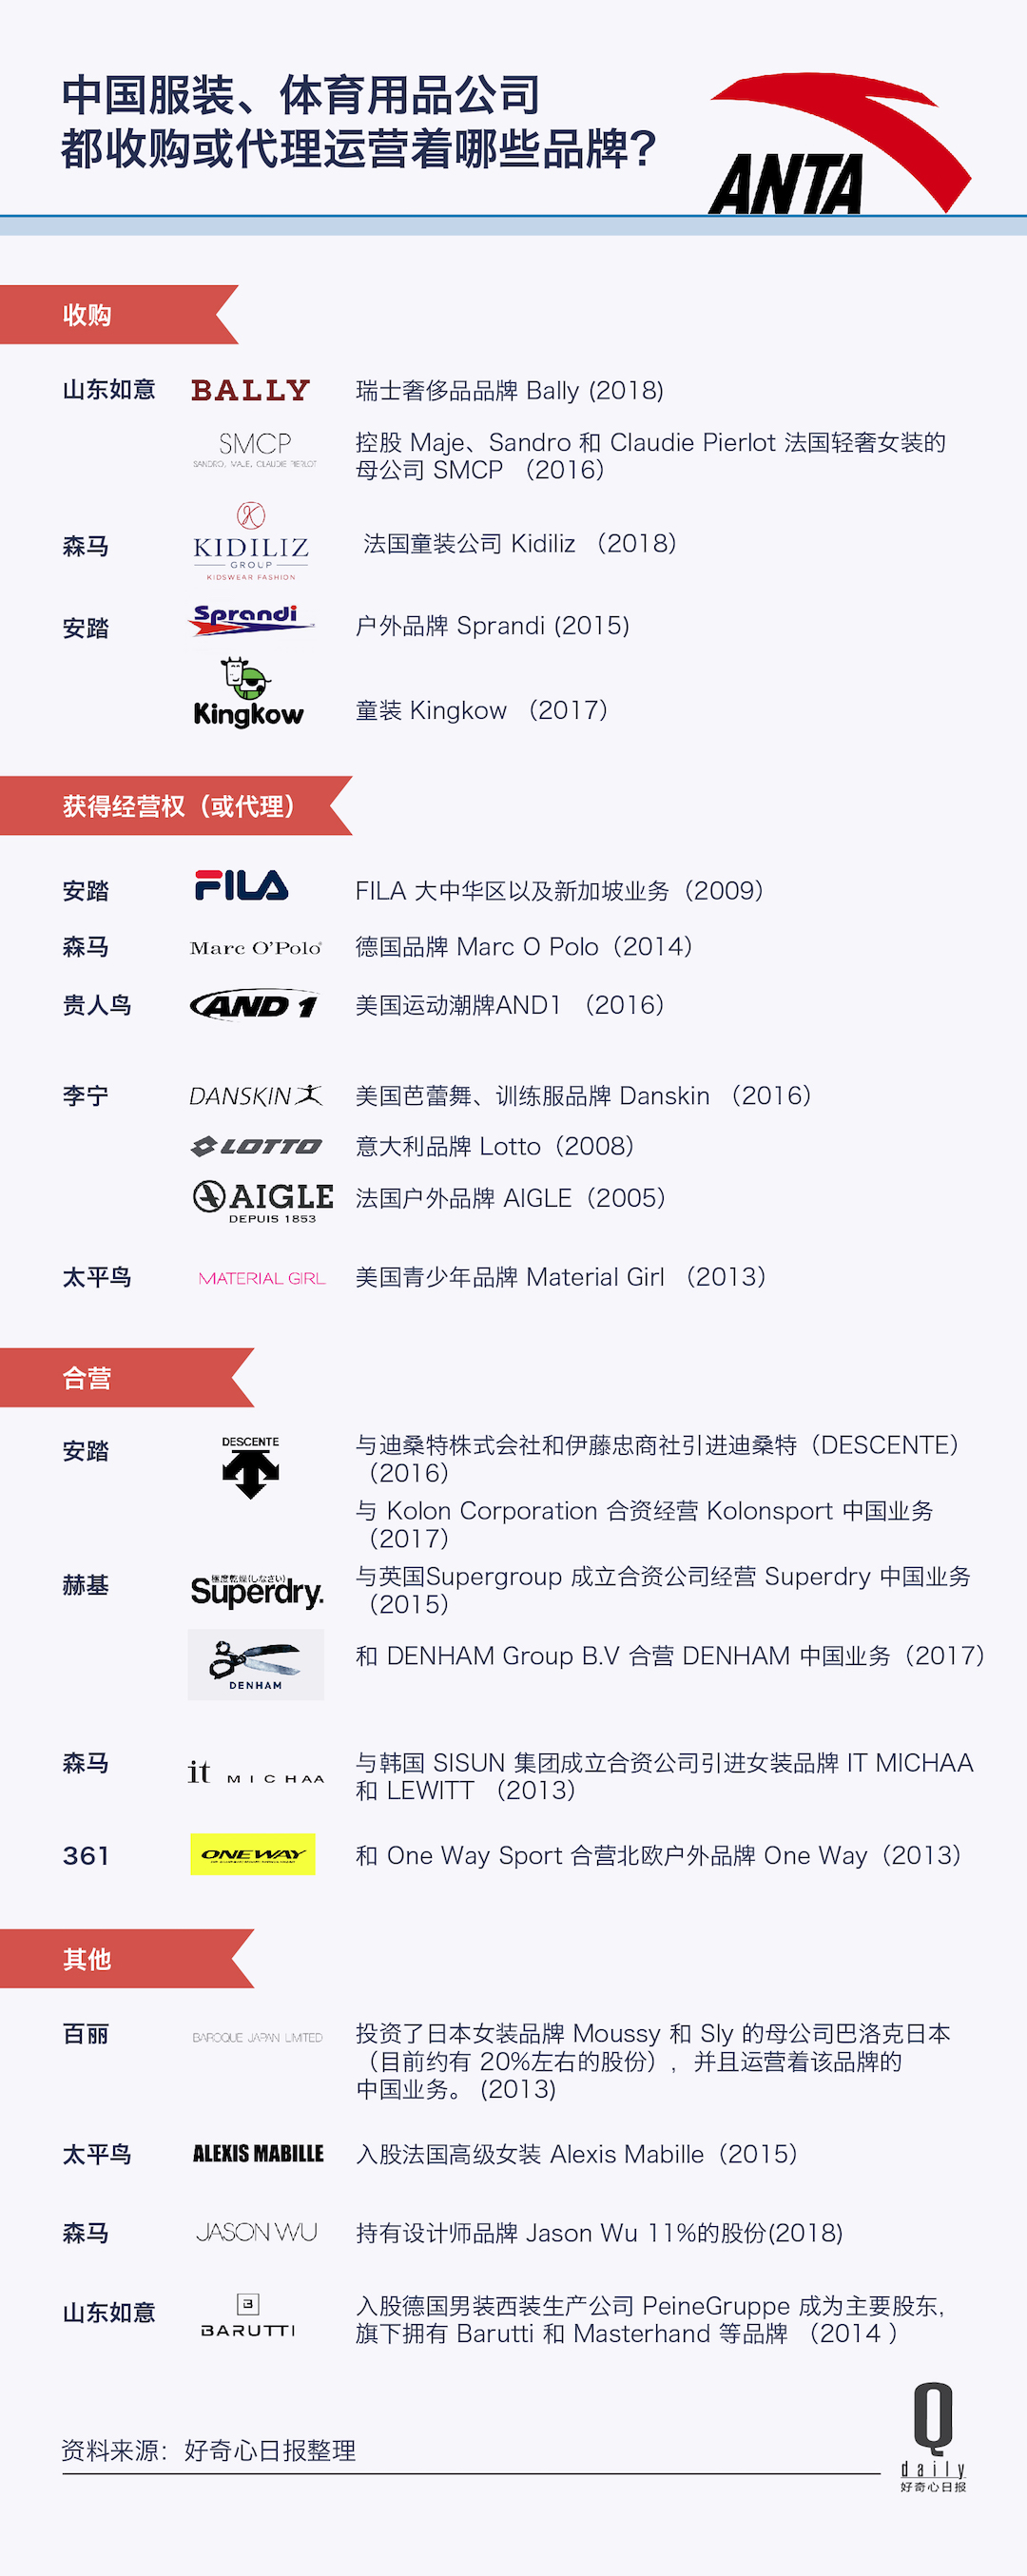 中国服装、体育用品公司
都收购或代理运营着哪些品牌?
ANTA
收购
山东如意 BALLY 瑞士奢侈品品牌 Bally (2018)
SMCP 控股 Maje、Sandro 和 Claudie Pierlot 法国轻奢女装的
SANDRO, MAJE, CLAUDIE PIERLOT 母公司 SMCP （2016）
森马 KIDILIZ 法国童装公司 Kidiliz （2018）
GROUP
KIDSWEAR FASHION
安踏 Sprandi 户外品牌 Sprandi (2015)
Kingkow 童装 Kingkow （2017）
获得经营权（或代理）
安踏 FILA FILA 大中华区以及新加坡业务（2009）
森马 Marc O'Polo® 德国品牌 Marc O Polo（2014）
贵人鸟 AND 1 美国运动潮牌AND1 （2016）
李宁 DANSKIN 美国芭蕾舞、训练服品牌 Danskin （2016）
LOTTO 意大利品牌 Lotto（2008）
AIGLE 法国户外品牌 AIGLE（2005）
DEPUIS 1853
太平鸟 MATERIAL GIRL 美国青少年品牌 Material Girl （2013）
合营
安踏 DESCENTE 与迪桑特株式会社和伊藤忠商社引进迪桑特（DESCENTE）
（2016）
与 Kolon Corporation 合资经营 Kolonsport 中国业务
（2017）
赫基 極度乾燥(しなさい) 与英国Supergroup 成立合资公司经营 Superdry 中国业务
Superdry. （2015）
DENHAM 和 DENHAM Group B.V 合营 DENHAM 中国业务（2017）
森马 it MICHAA 与韩国 SISUN 集团成立合资公司引进女装品牌 IT MICHAA
和 LEWITT （2013）
361 ONE WAY 和 One Way Sport 合营北欧户外品牌 One Way（2013）
其他
百丽 BAROQUE JAPAN LIMITED 投资了日本女装品牌 Moussy 和 Sly 的母公司巴洛克日本
（目前约有 20%左右的股份），并且运营着该品牌的
中国业务。 (2013)
太平鸟 ALEXIS MABILLE 入股法国高级女装 Alexis Mabille（2015）
森马 JASON WU 持有设计师品牌 Jason Wu 11%的股份(2018)
山东如意 B 入股德国男装西装生产公司 PeineGruppe 成为主要股东,
BARUTTI 旗下拥有 Barutti 和 Masterhand 等品牌 （2014 ）
资料来源：好奇心日报整理
Q
daily
好奇心日报